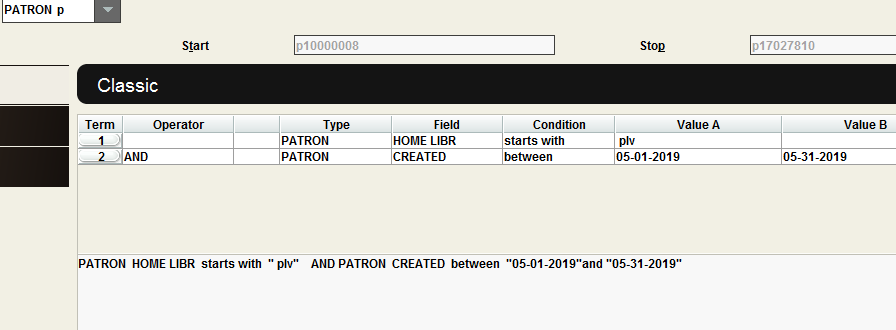 PATRON p
Start p10000008 Stop p17027810
Classic
Term Operator Type Field Condition Value A Value B
1 PATRON HOME LIBR starts with plv
2 AND PATRON CREATED between 05-01-2019 05-31-2019
PATRON HOME LIBR starts with " plv" AND PATRON CREATED between "05-01-2019"and "05-31-2019"